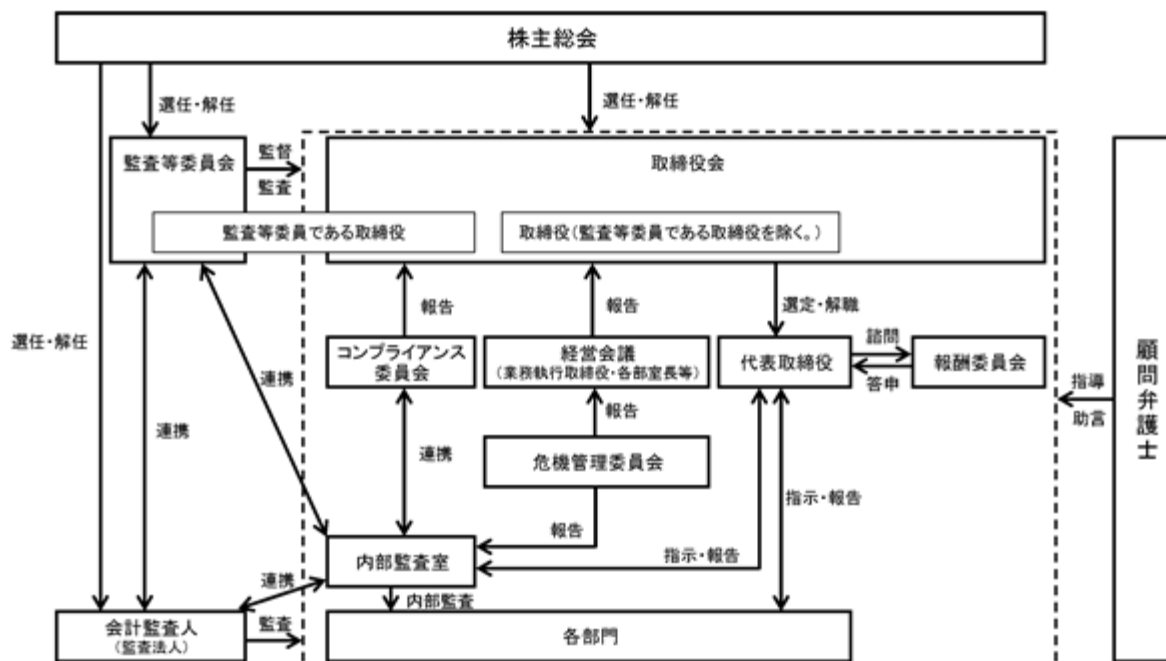 株主総会
選任・解任
選任・解任
監査等委員会
監督
監査
取締役会
監査等委員である取締役
取締役(監査等委員である取締役を除く。)
選任・解任
報告
報告
選定・解職
コンプライアンス
委員会
経営会議
(業務執行取締役・各部室長等)
代表取締役
諮問
答申
報酬委員会
指導
助言
顧問弁護士
連携
連携
連携
報告
危機管理委員会
指示・報告
報告
内部監査室
指示・報告
連携
内部監査
会計監査人
(監査法人)
監査
各部門